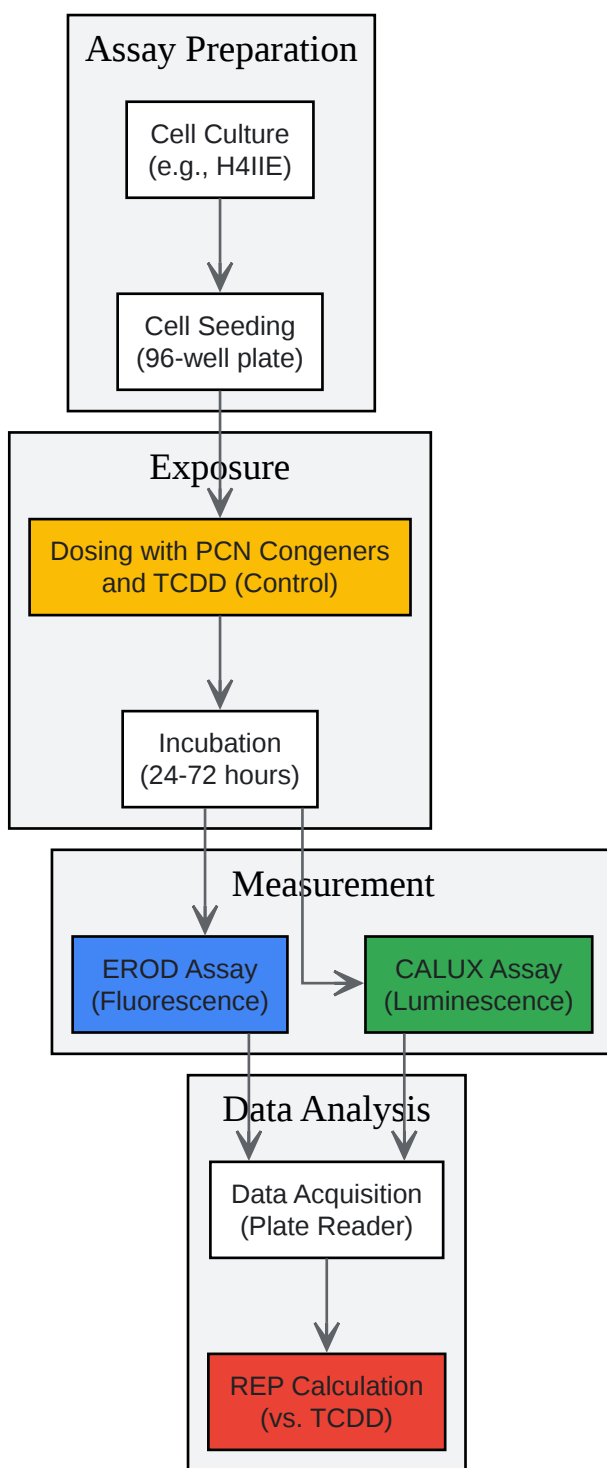 Assay Preparation
Cell Culture
(e.g., H4IIE)
Cell Seeding
(96-well plate)
Exposure
Dosing with PCN Congeners
and TCDD (Control)
Incubation
(24-72 hours)
Measurement
EROD Assay
(Fluorescence)
CALUX Assay
(Luminescence)
Data Analysis
Data Acquisition
(Plate Reader)
REP Calculation
(vs. TCDD)